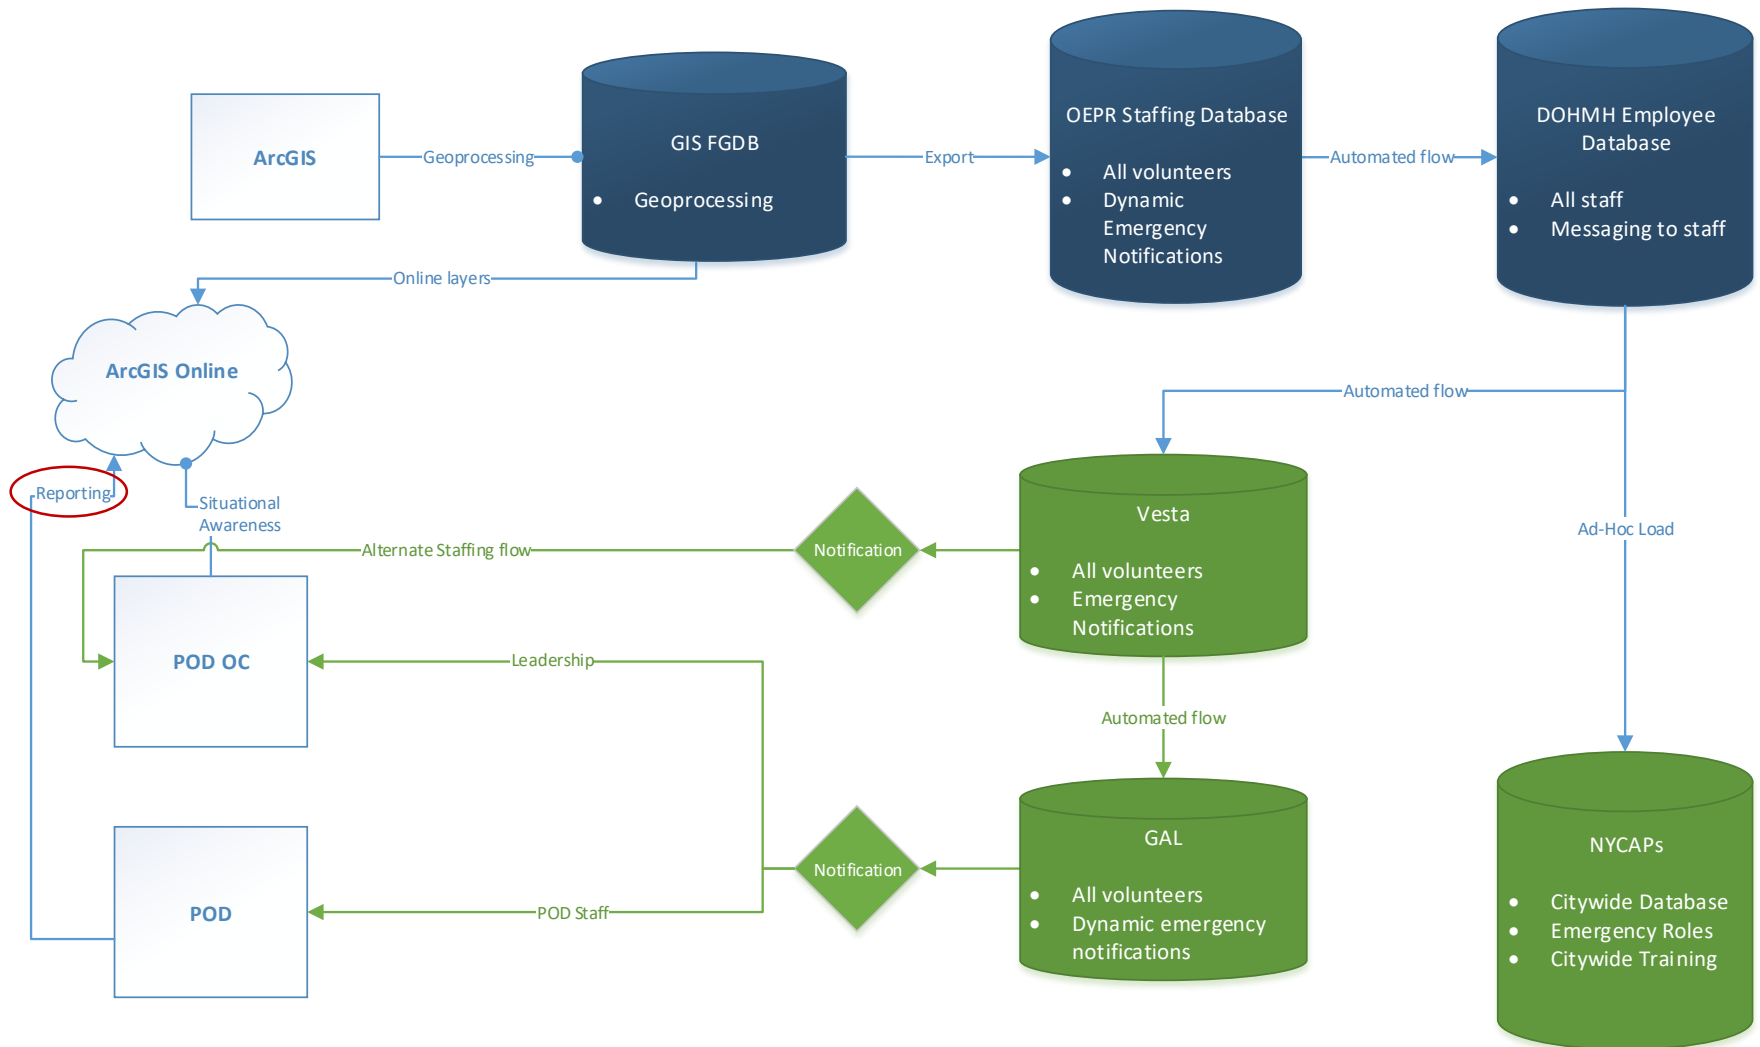 ArcGIS
Geoprocessing
GIS FGDB
• Geoprocessing
Export
OEPR Staffing Database
• All volunteers
• Dynamic
Emergency
Notifications
Automated flow
DOHMH Employee
Database
• All staff
• Messaging to staff
Online layers
ArcGIS Online
Automated flow
Reporting
Situational
Awareness
Vesta
• All volunteers
• Emergency
Notifications
Notification
Alternate Staffing flow
Ad-Hoc Load
POD OC
Leadership
Automated flow
GAL
• All volunteers
• Dynamic emergency
notifications
Notification
POD Staff
POD
NYCAPs
• Citywide Database
• Emergency Roles
• Citywide Training